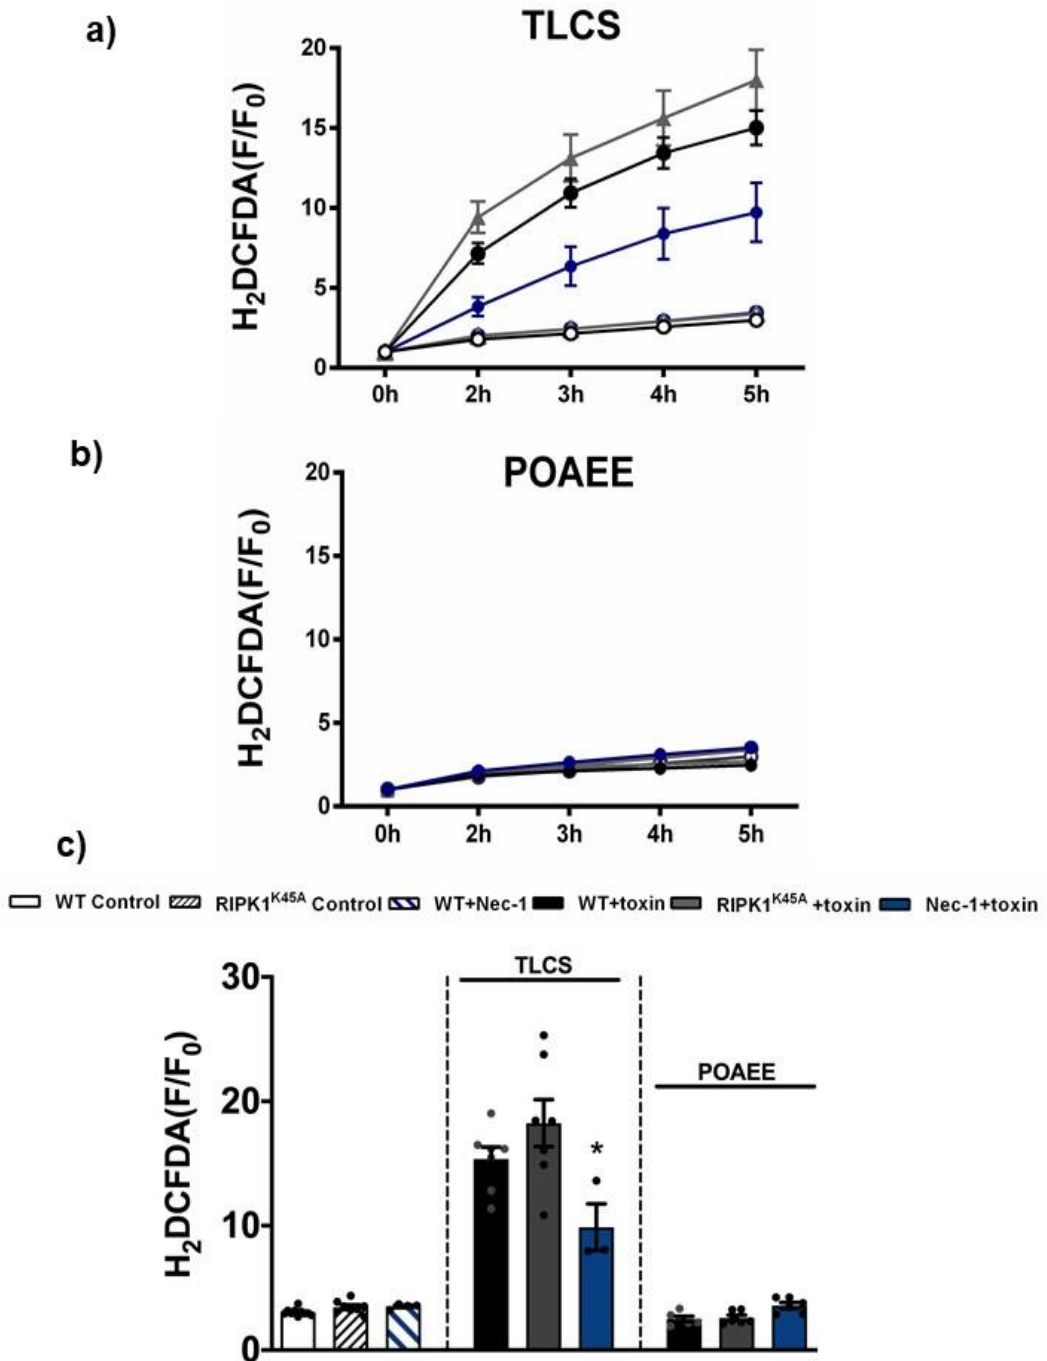 a)
TLCS
H₂DCFDA(F/F₀)
20
15
10
5
0
0h 2h 3h 4h 5h
b)
POAEE
H₂DCFDA(F/F₀)
20
15
10
5
0
0h 2h 3h 4h 5h
c)
WT Control RIPK1ᴷ⁴⁵ᴬ Control WT+Nec-1 WT+toxin RIPK1ᴷ⁴⁵ᴬ +toxin Nec-1+toxin
H₂DCFDA(F/F₀)
30
20
10
0
TLCS
POAEE
*